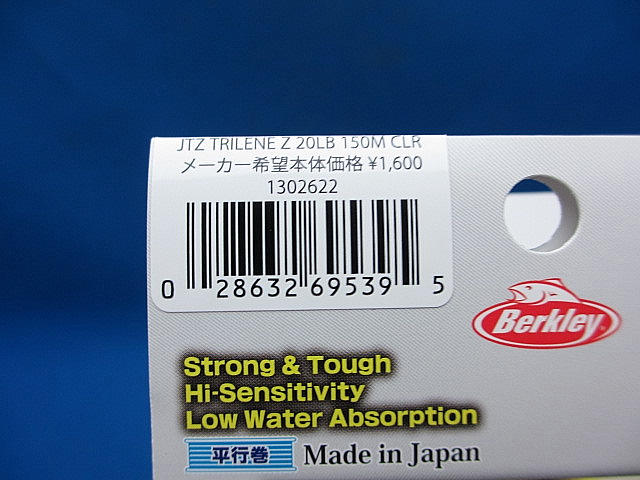 JTZ TRILENE Z 20LB 150M CLR
メーカー希望本体価格 ¥1,600
1302622
0 28632 69539 5
Berkley
Strong & Tough
Hi-Sensitivity
Low Water Absorption
平行巻 Made in Japan